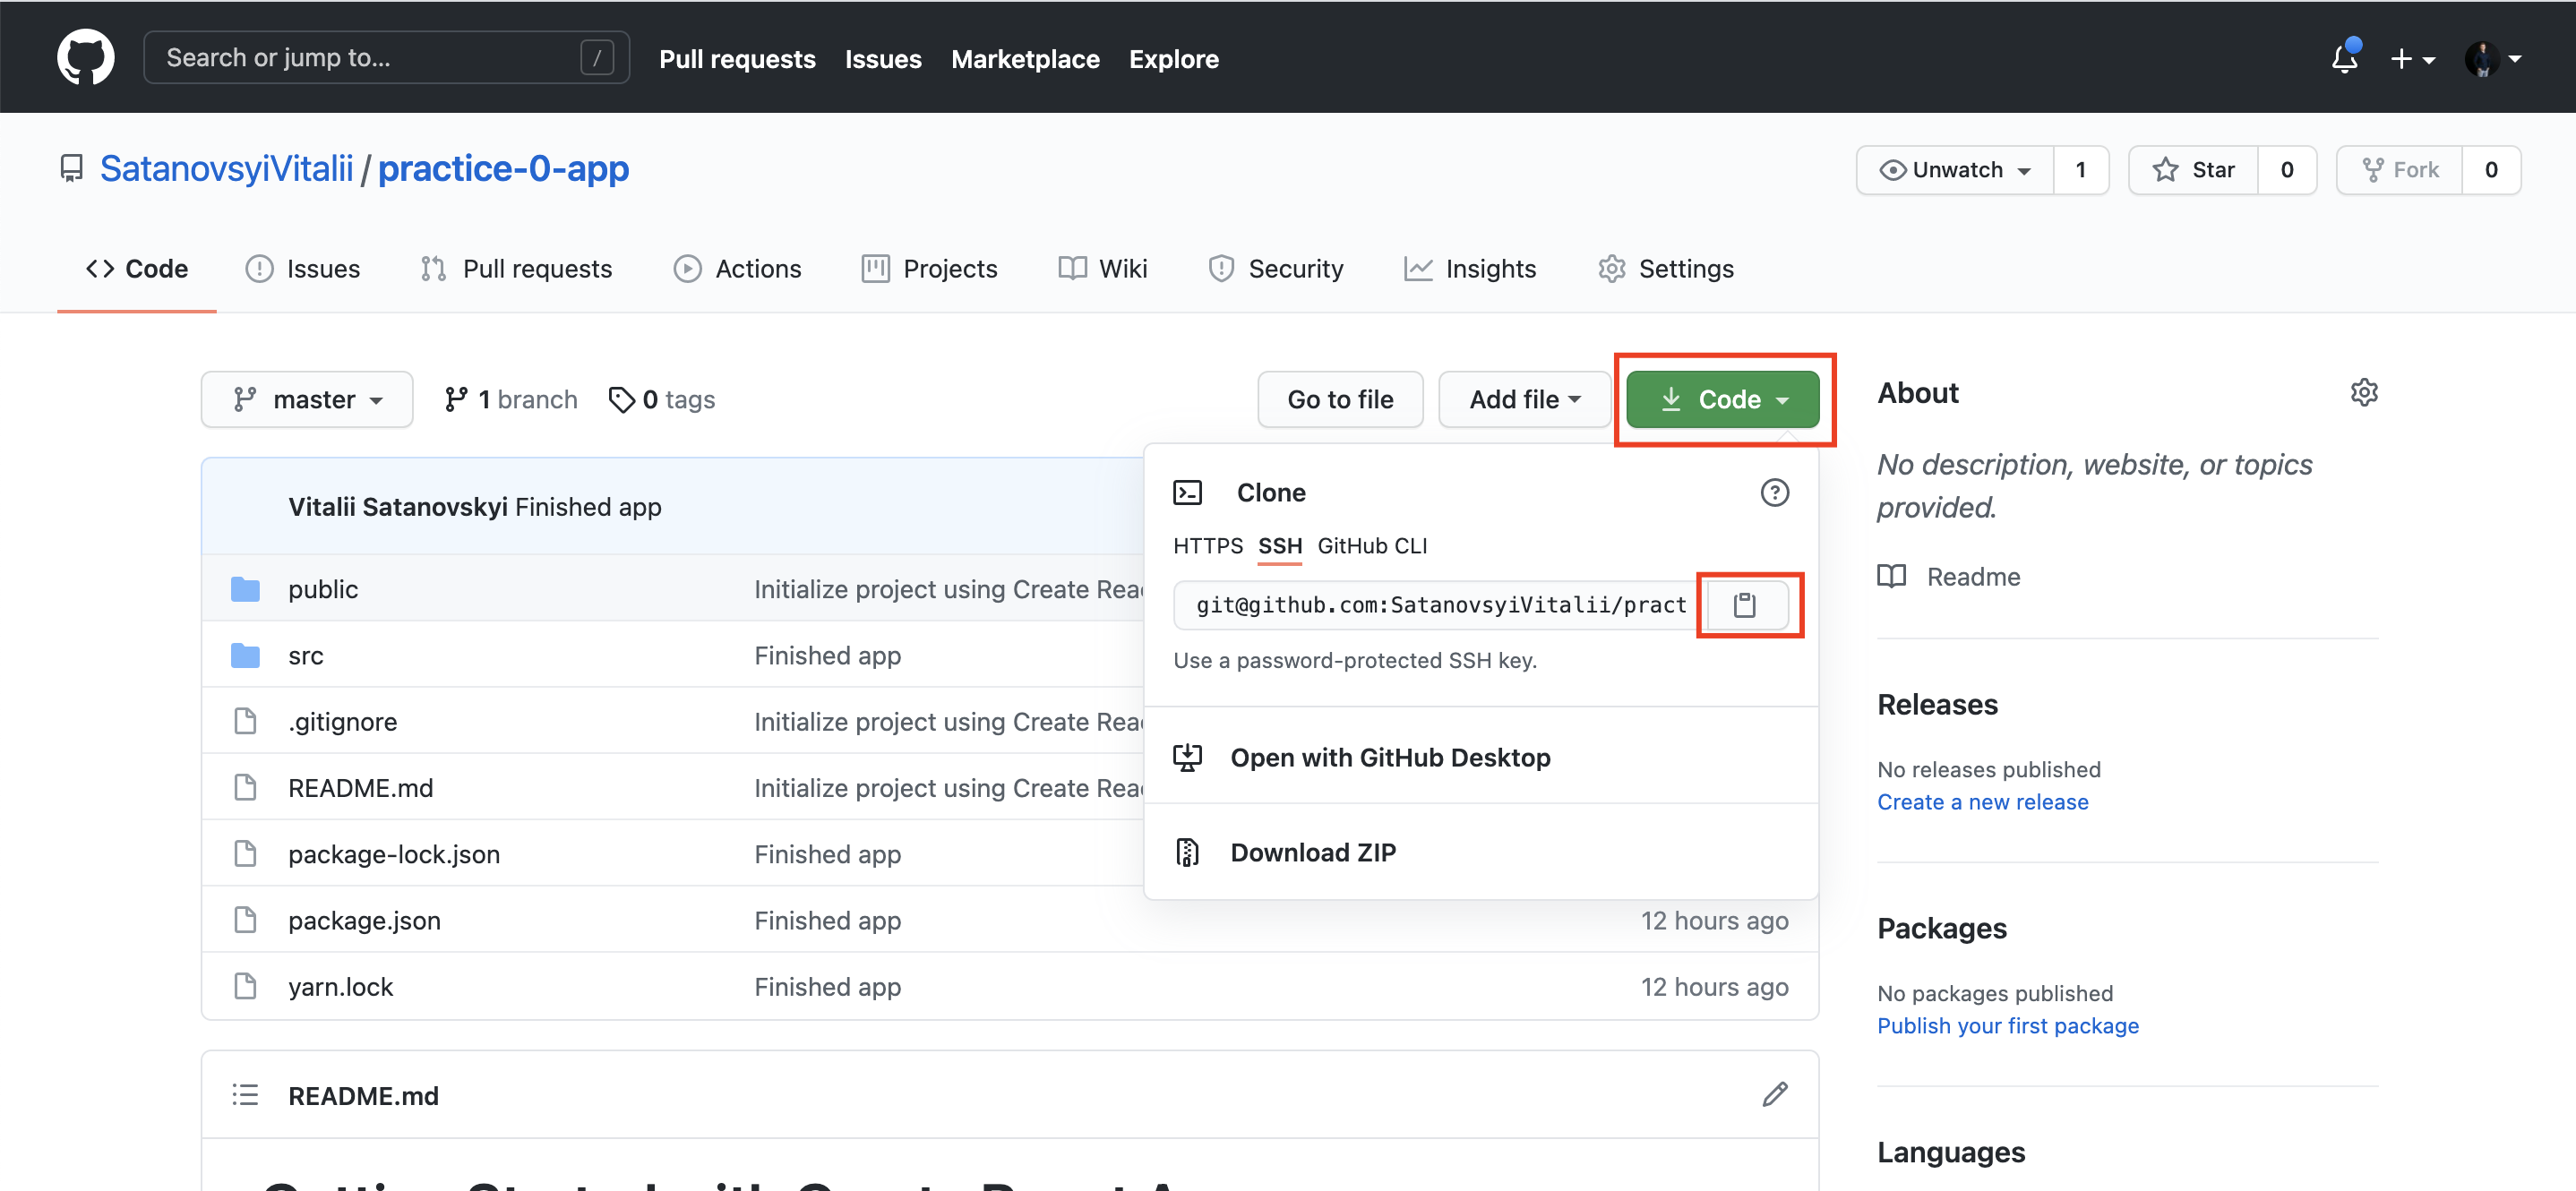 Search or jump to... /
Pull requests Issues Marketplace Explore
SatanovsyiVitalii / practice-0-app
Unwatch 1 Star 0 Fork 0
Code Issues Pull requests Actions Projects Wiki Security Insights Settings
master 1 branch 0 tags
Go to file Add file Code
Vitalii Satanovskyi Finished app
public Initialize project using Create Reac
src Finished app
.gitignore Initialize project using Create Reac
README.md Initialize project using Create Reac
package-lock.json Finished app
package.json Finished app 12 hours ago
yarn.lock Finished app 12 hours ago
Clone
HTTPS SSH GitHub CLI
git@github.com:SatanovsyiVitalii/pract
Use a password-protected SSH key.
Open with GitHub Desktop
Download ZIP
README.md
About
No description, website, or topics
provided.
Readme
Releases
No releases published
Create a new release
Packages
No packages published
Publish your first package
Languages